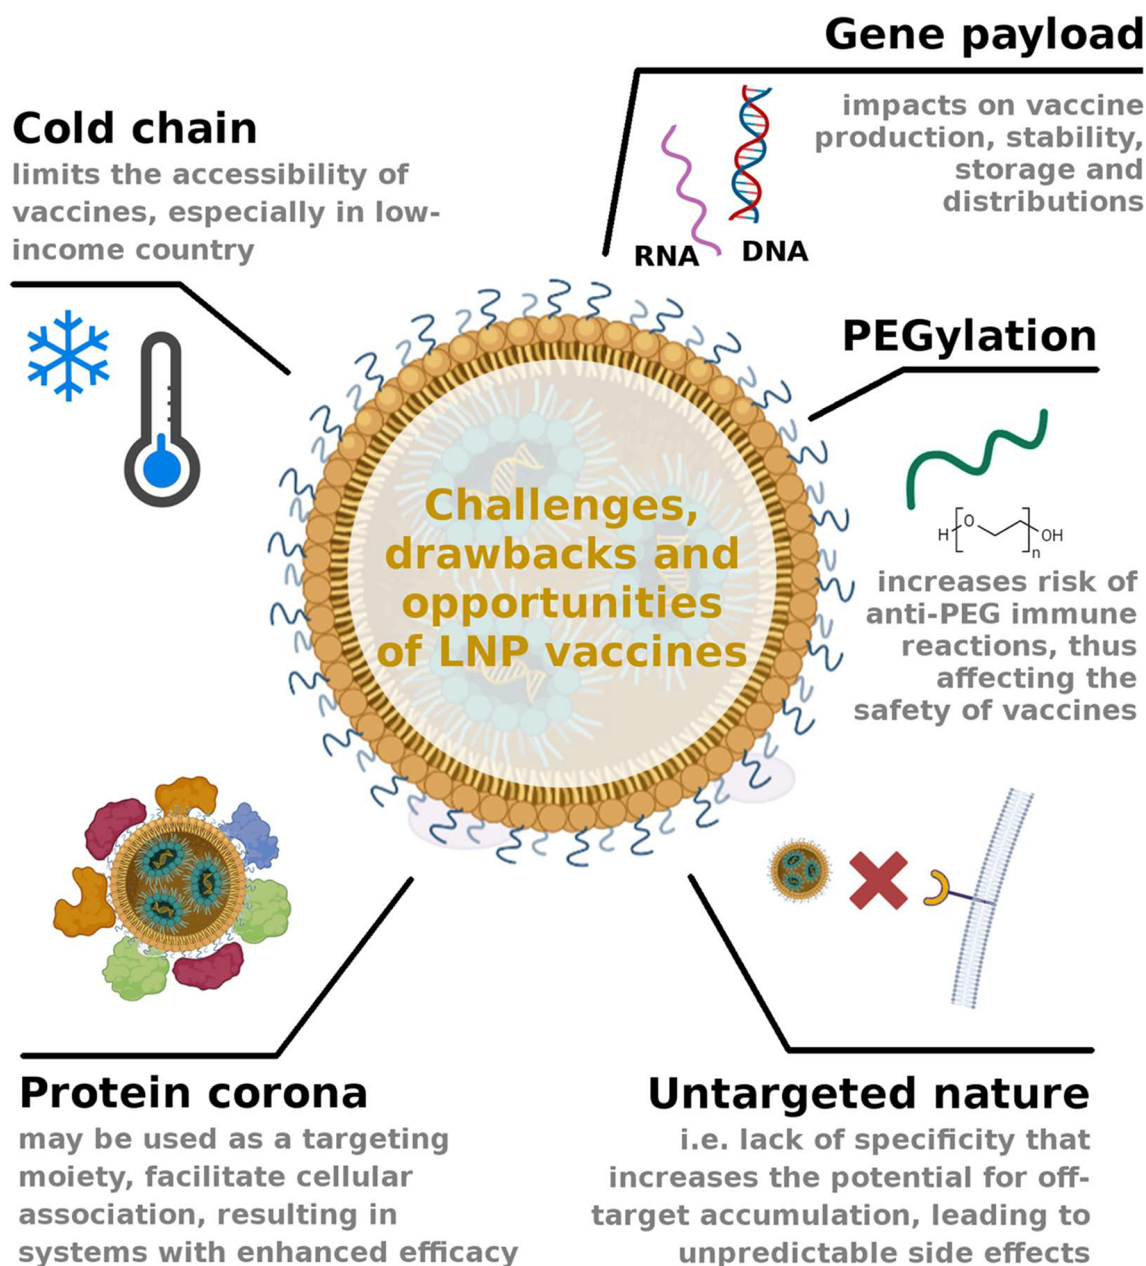 Gene payload
impacts on vaccine
production, stability,
storage and
distributions
RNA
DNA
Cold chain
limits the accessibility of
vaccines, especially in low-
income country
PEGylation
H[O]nOH
increases risk of
anti-PEG immune
reactions, thus
affecting the
safety of vaccines
Challenges,
drawbacks and
opportunities
of LNP vaccines
Protein corona
may be used as a targeting
moiety, facilitate cellular
association, resulting in
systems with enhanced efficacy
Untargeted nature
i.e. lack of specificity that
increases the potential for off-
target accumulation, leading to
unpredictable side effects